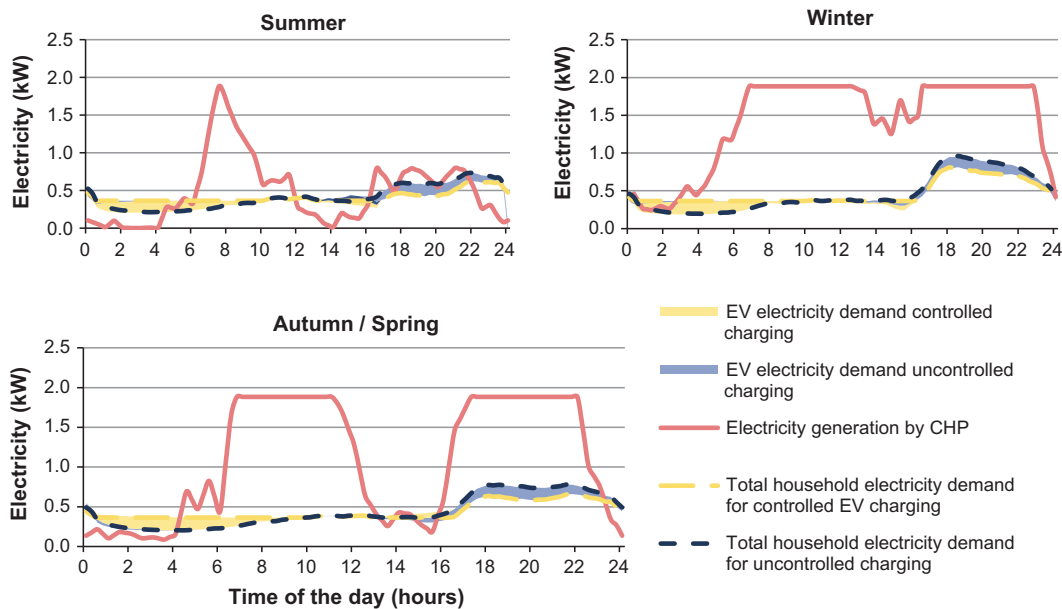 Summer
Electricity (kW)
2.5
2.0
1.5
1.0
0.5
0.0
0 2 4 6 8 10 12 14 16 18 20 22 24
Winter
Electricity (kW)
2.5
2.0
1.5
1.0
0.5
0.0
0 2 4 6 8 10 12 14 16 18 20 22 24
Autumn / Spring
Electricity (kW)
2.5
2.0
1.5
1.0
0.5
0.0
0 2 4 6 8 10 12 14 16 18 20 22 24
Time of the day (hours)
EV electricity demand controlled
charging
EV electricity demand uncontrolled
charging
Electricity generation by CHP
Total household electricity demand
for controlled EV charging
Total household electricity demand
for uncontrolled EV charging